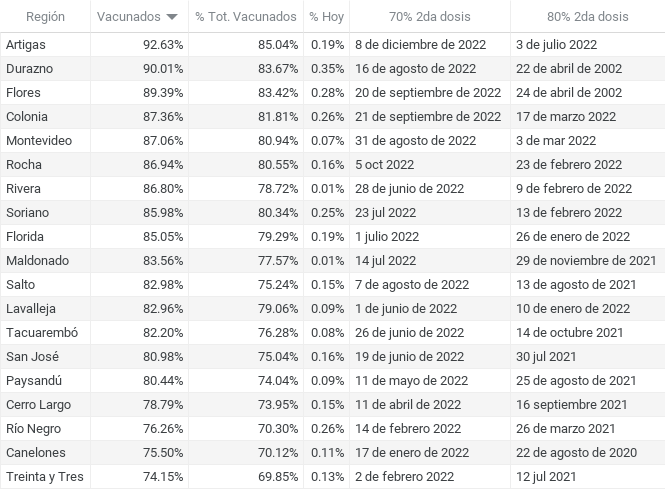 Región Vacunados % Tot. Vacunados % Hoy 70% 2da dosis 80% 2da dosis
Artigas 92.63% 85.04% 0.19% 8 de diciembre de 2022 3 de julio 2022
Durazno 90.01% 83.67% 0.35% 16 de agosto de 2022 22 de abril de 2002
Flores 89.39% 83.42% 0.28% 20 de septiembre de 2022 24 de abril de 2002
Colonia 87.36% 81.81% 0.26% 21 de septiembre de 2022 17 de marzo 2022
Montevideo 87.06% 80.94% 0.07% 31 de agosto de 2022 3 de mar 2022
Rocha 86.94% 80.55% 0.16% 5 oct 2022 23 de febrero 2022
Rivera 86.80% 78.72% 0.01% 28 de junio de 2022 9 de febrero de 2022
Soriano 85.98% 80.34% 0.25% 23 jul 2022 13 de febrero 2022
Florida 85.05% 79.29% 0.19% 1 julio 2022 26 de enero de 2022
Maldonado 83.56% 77.57% 0.01% 14 jul 2022 29 de noviembre de 2021
Salto 82.98% 75.24% 0.15% 7 de agosto de 2022 13 de agosto de 2021
Lavalleja 82.96% 79.06% 0.09% 1 de junio de 2022 10 de enero de 2022
Tacuarembó 82.20% 76.28% 0.08% 26 de junio de 2022 14 de octubre 2021
San José 80.98% 75.04% 0.16% 19 de junio de 2022 30 jul 2021
Paysandú 80.44% 74.04% 0.09% 11 de mayo de 2022 25 de agosto de 2021
Cerro Largo 78.79% 73.95% 0.15% 11 de abril de 2022 16 septiembre 2021
Río Negro 76.26% 70.30% 0.26% 14 de febrero 2022 26 de marzo 2021
Canelones 75.50% 70.12% 0.11% 17 de enero de 2022 22 de agosto de 2020
Treinta y Tres 74.15% 69.85% 0.13% 2 de febrero 2022 12 jul 2021